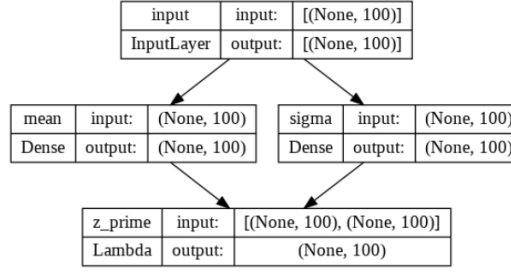 input input: [(None, 100)]
InputLayer output: [(None, 100)]
mean input: (None, 100)
Dense output: (None, 100)
sigma input: (None, 100)
Dense output: (None, 100)
z_prime input: [(None, 100), (None, 100)]
Lambda output: (None, 100)